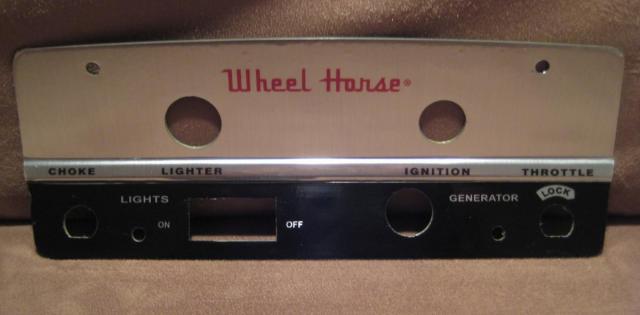 Wheel Horse®
CHOKE LIGHTER IGNITION THROTTLE
LIGHTS GENERATOR LOCK
ON OFF